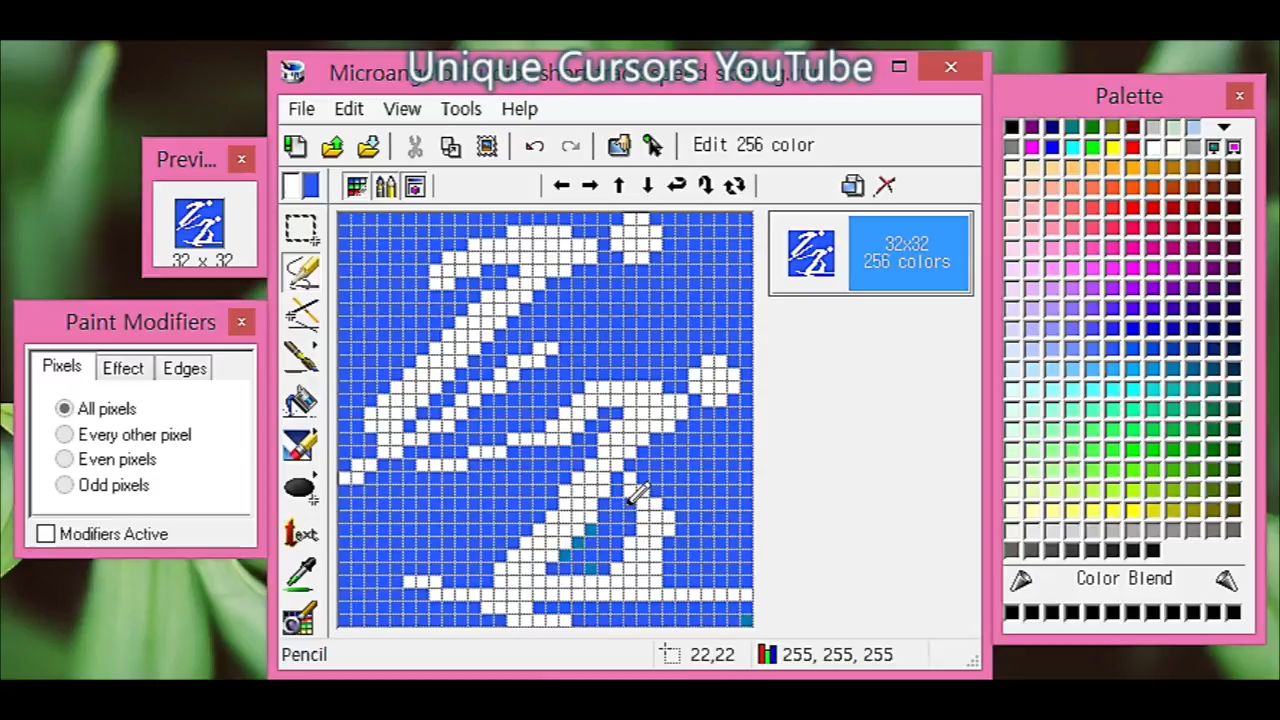 Unique Cursors YouTube
File Edit View Tools Help
Edit 256 color
Previ...
32 x 32
32x32
256 colors
Paint Modifiers
Pixels Effect Edges
All pixels
Every other pixel
Even pixels
Odd pixels
Modifiers Active
text
Palette
Color Blend
Pencil
22,22
255, 255, 255